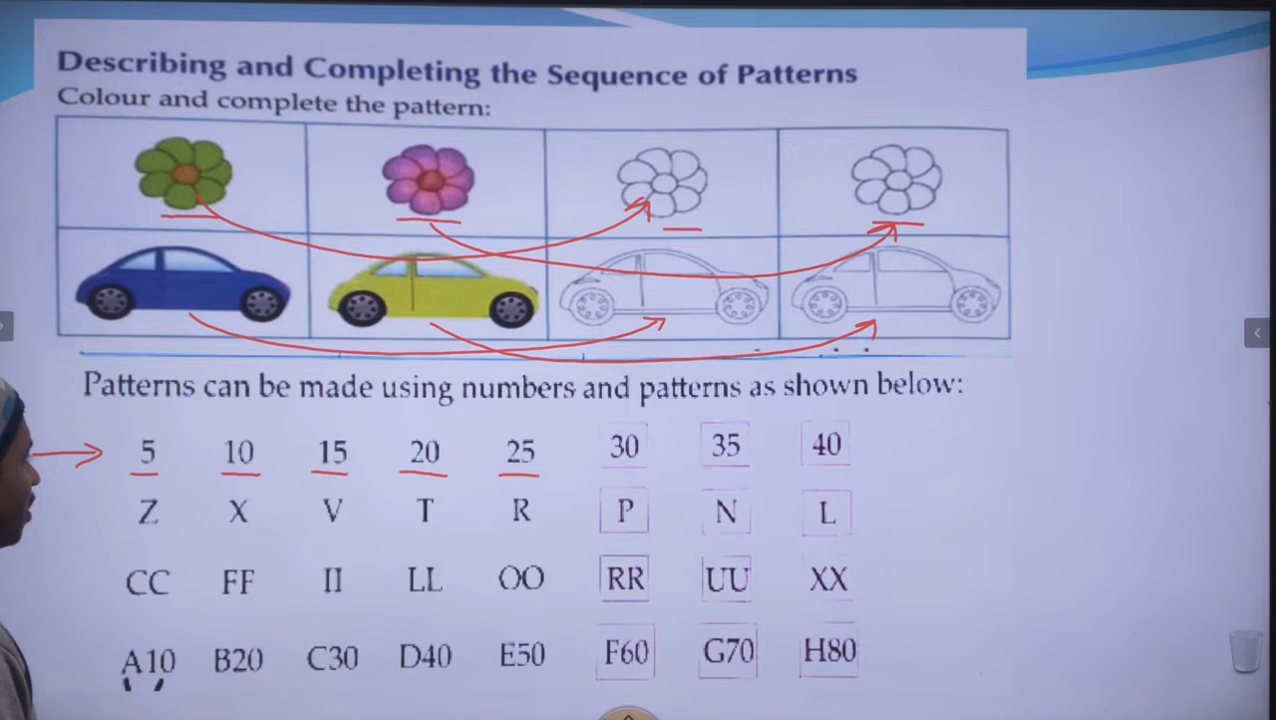 Describing and Completing the Sequence of Patterns
Colour and complete the pattern:
Patterns can be made using numbers and patterns as shown below:
5 10 15 20 25 30 35 40
Z X V T R P N L
CC FF II LL OO RR UU XX
A10 B20 C30 D40 E50 F60 G70 H80